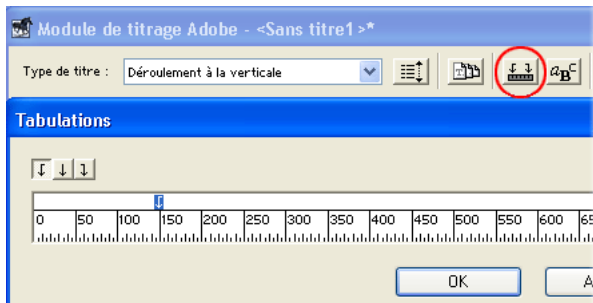 Module de titrage Adobe - <Sans titre1>*
Type de titre : Déroulement à la verticale
Tabulations
0 50 100 150 200 250 300 350 400 450 500 550 600 65
OK A